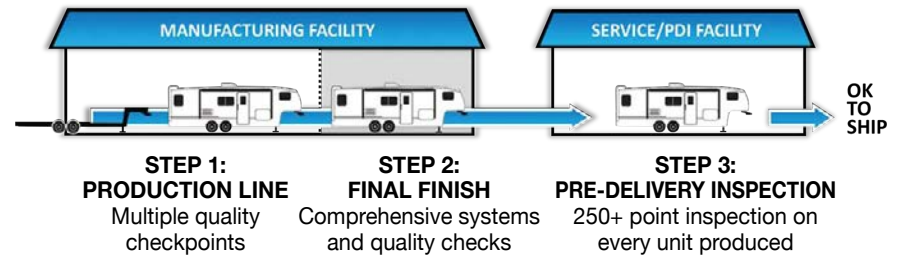 MANUFACTURING FACILITY
SERVICE/PDI FACILITY
OK
TO
SHIP
STEP 1:
PRODUCTION LINE
Multiple quality
checkpoints
STEP 2:
FINAL FINISH
Comprehensive systems
and quality checks
STEP 3:
PRE-DELIVERY INSPECTION
250+ point inspection on
every unit produced